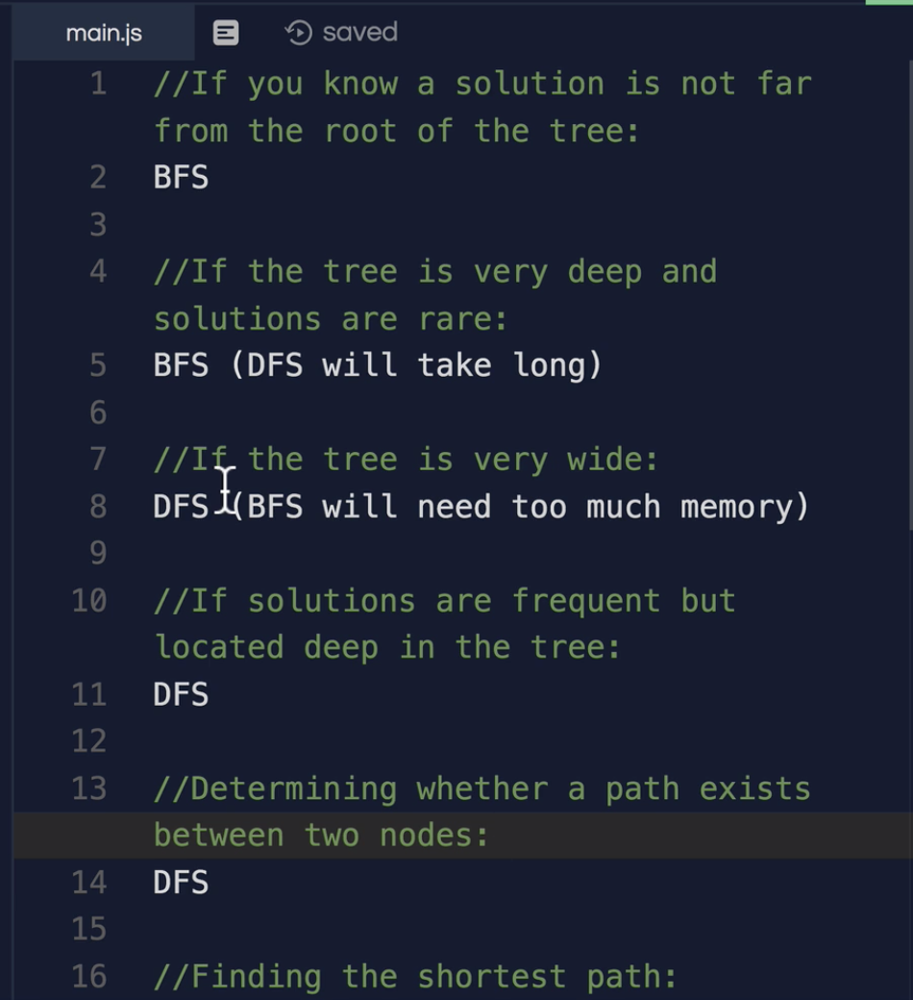 main.js saved
1 //If you know a solution is not far
from the root of the tree:
2 BFS
3
4 //If the tree is very deep and
solutions are rare:
5 BFS (DFS will take long)
6
7 //If the tree is very wide:
8 DFS (BFS will need too much memory)
9
10 //If solutions are frequent but
located deep in the tree:
11 DFS
12
13 //Determining whether a path exists
between two nodes:
14 DFS
15
16 //Finding the shortest path: